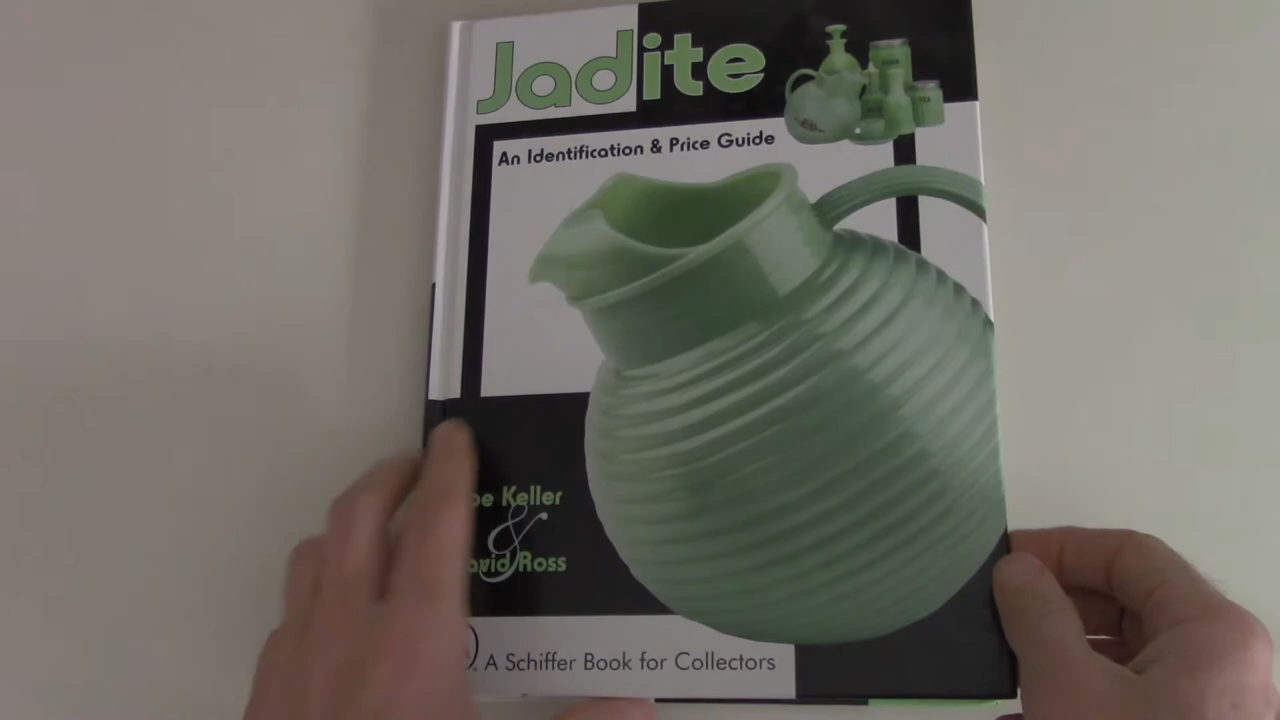 Jadite
An Identification & Price Guide
Keller
&
Ross
A Schiffer Book for Collectors